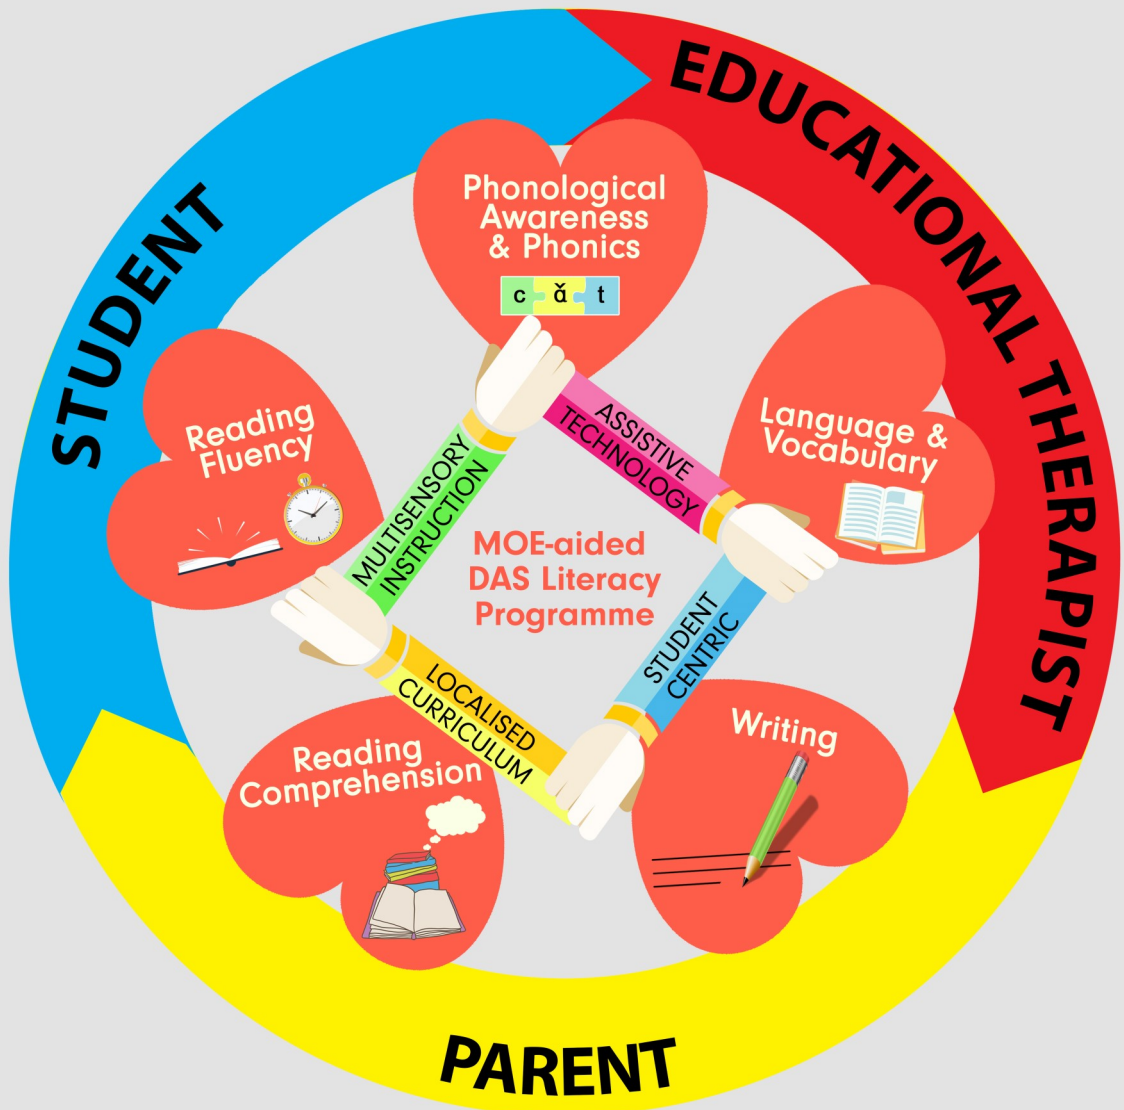 STUDENT
EDUCATIONAL THERAPIST
PARENT
Phonological
Awareness
& Phonics
c ă t
Language &
Vocabulary
Writing
Reading
Comprehension
Reading
Fluency
ASSISTIVE
TECHNOLOGY
STUDENT
CENTRIC
LOCALISED
CURRICULUM
MULTISENSORY
INSTRUCTION
MOE-aided
DAS Literacy
Programme